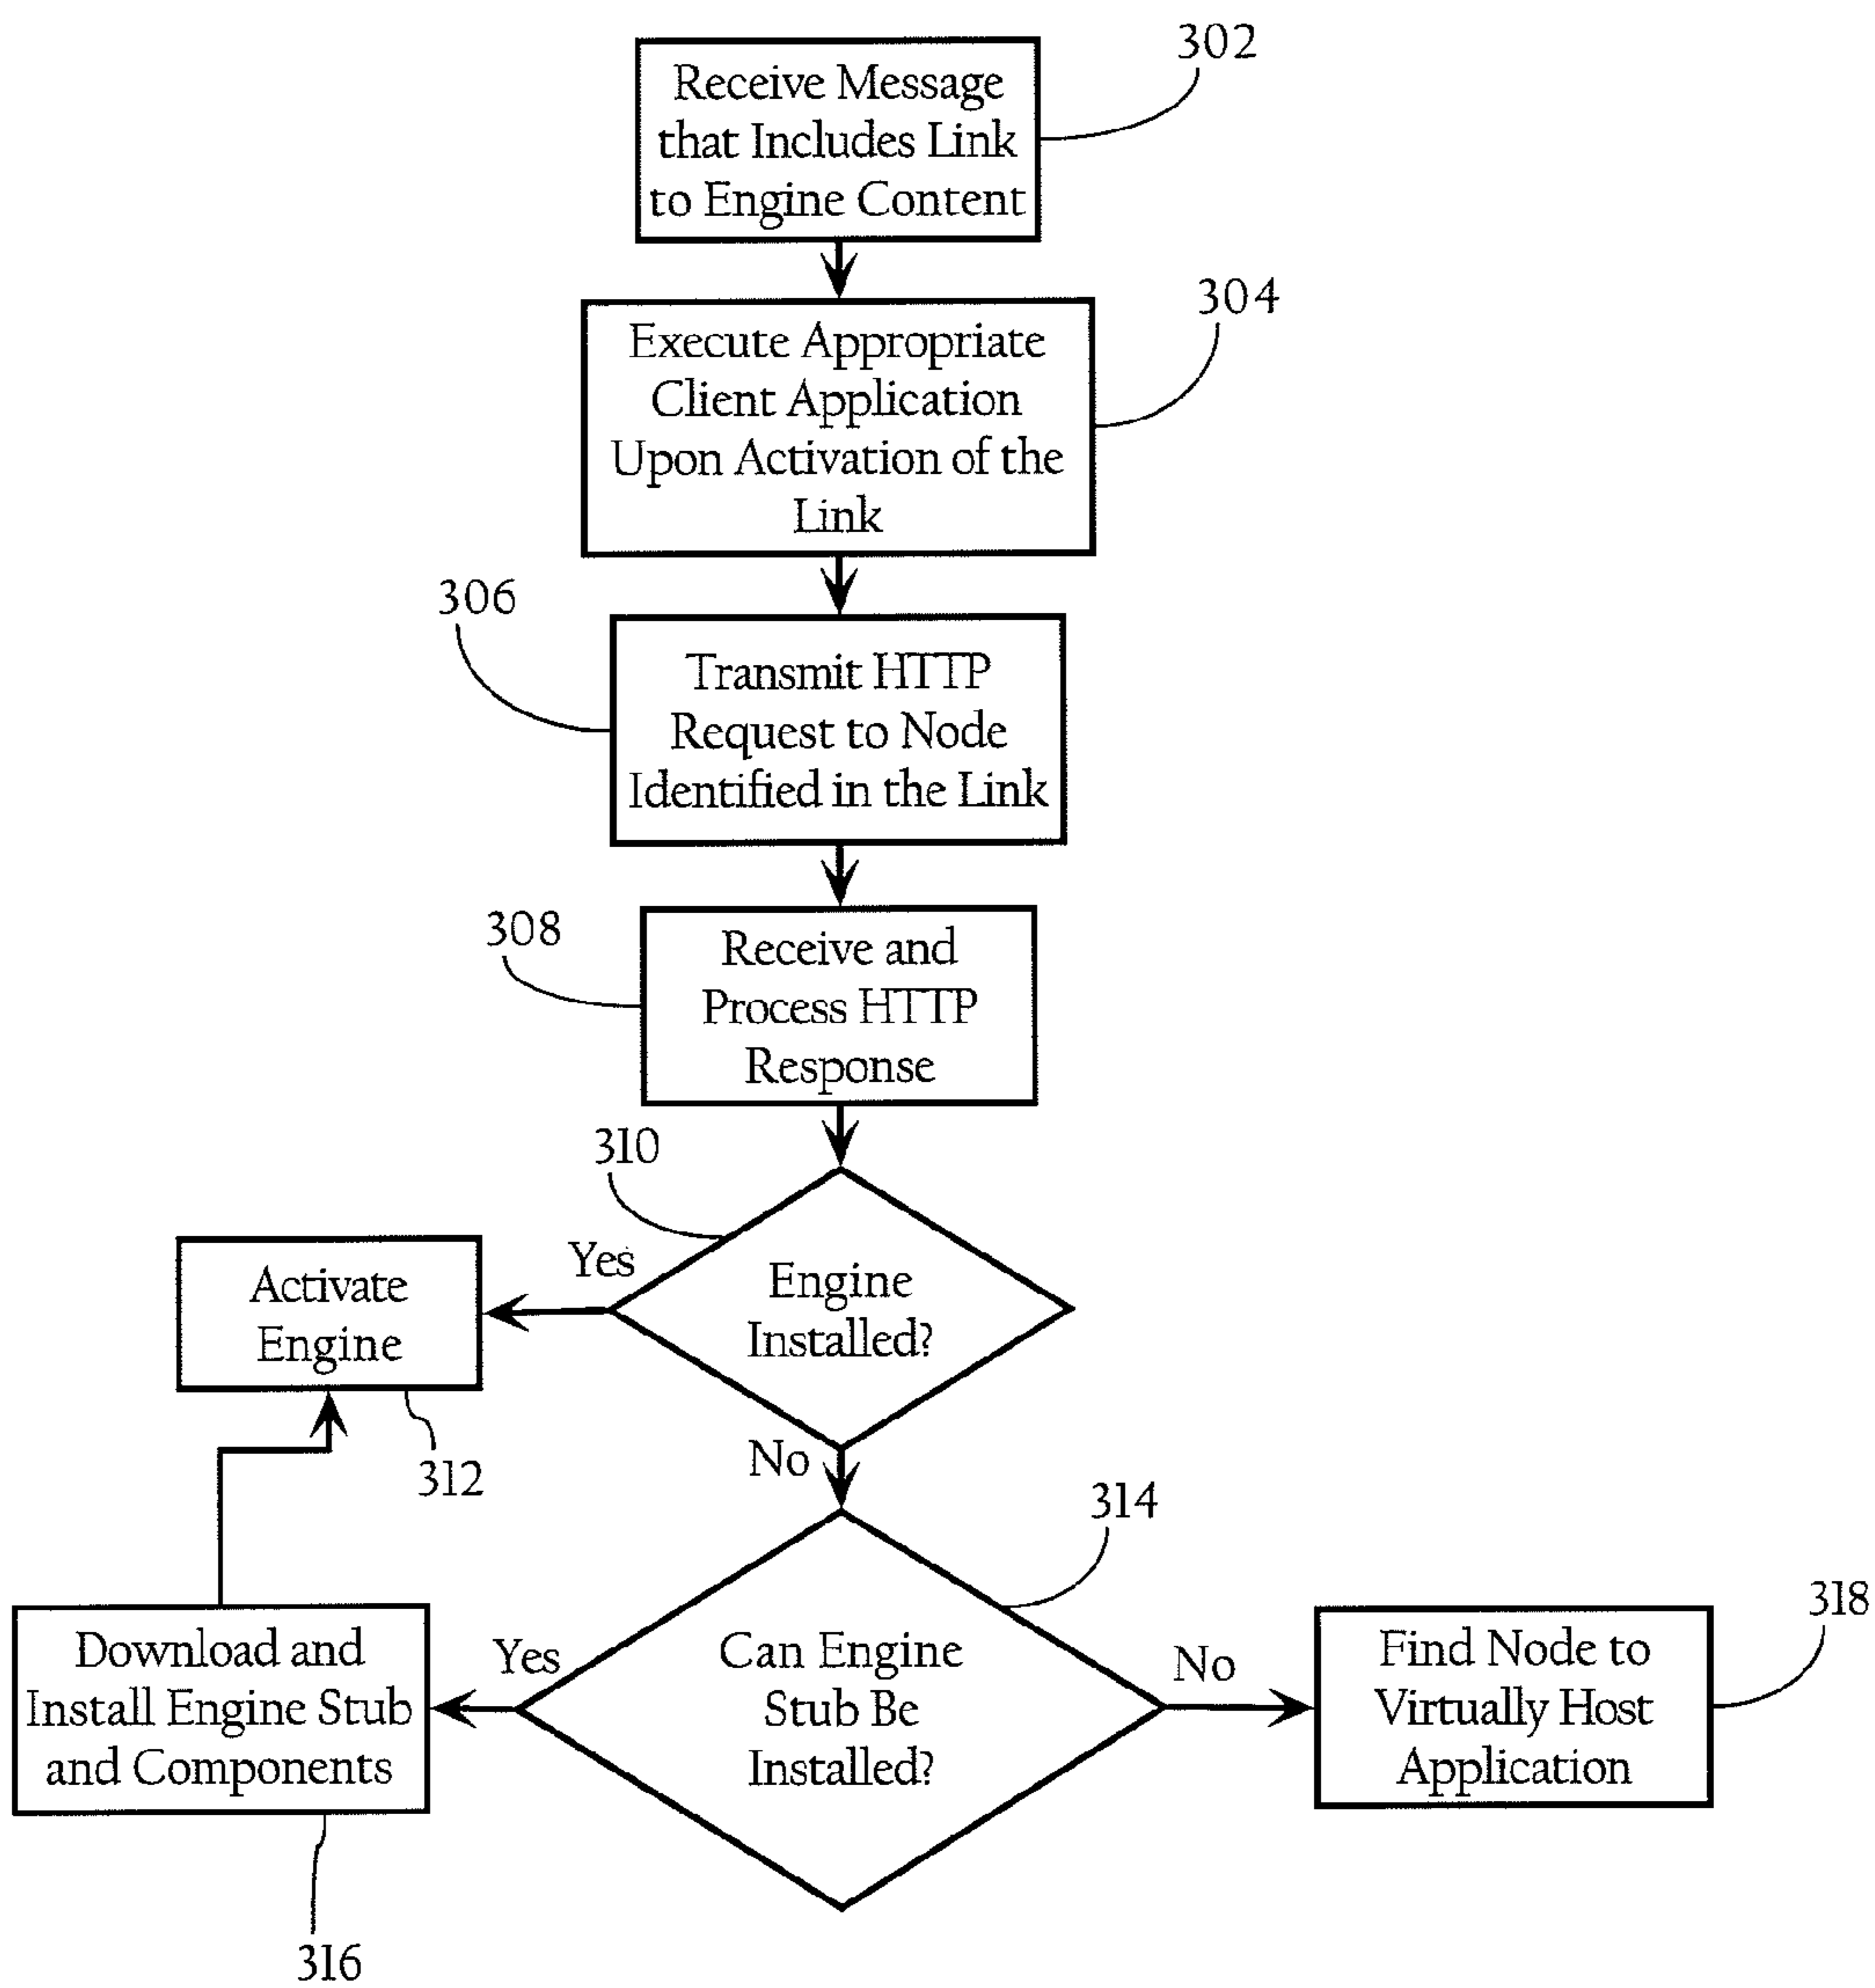 302
Receive Message
that Includes Link
to Engine Content
304
Execute Appropriate
Client Application
Upon Activation of the
Link
306
Transmit HTTP
Request to Node
Identified in the Link
308
Receive and
Process HTTP
Response
310
Engine
Installed?
Yes
Activate
Engine
312
No
314
Can Engine
Stub Be
Installed?
Yes
Download and
Install Engine Stub
and Components
316
No
318
Find Node to
Virtually Host
Application